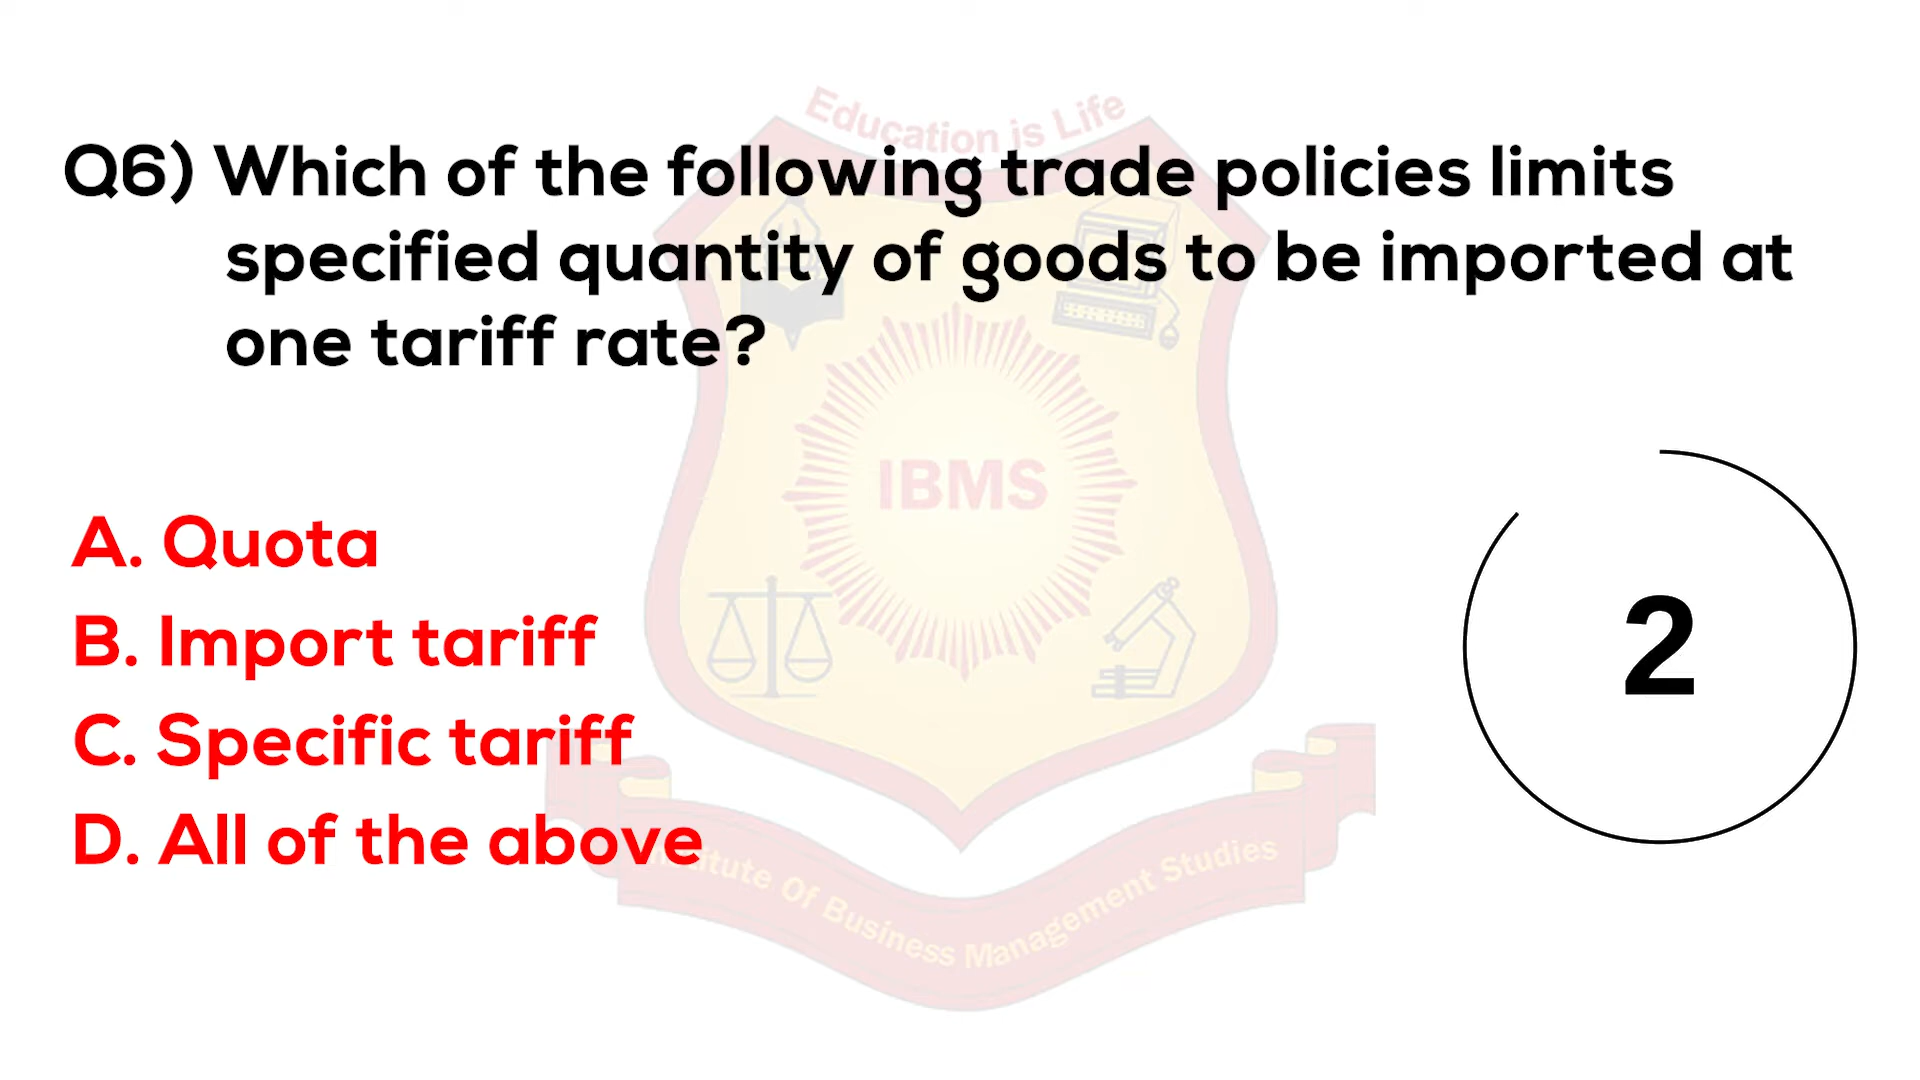 Education is Life
Q6) Which of the following trade policies limits
specified quantity of goods to be imported at
one tariff rate?
IBMS
A. Quota
B. Import tariff
C. Specific tariff
D. All of the above
2
Of Business Management Studies